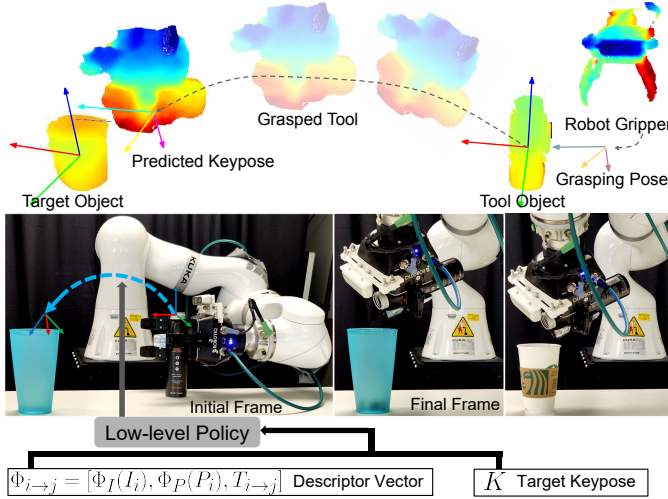 Grasped Tool
Robot Gripper
Predicted Keypose
Grasping Pose
Target Object
Tool Object
KUKA
Initial Frame
Final Frame
Low-level Policy
Φ_{i→j} = [Φ_I(I_i), Φ_P(P_i), T_{i→j}] Descriptor Vector
K Target Keypose